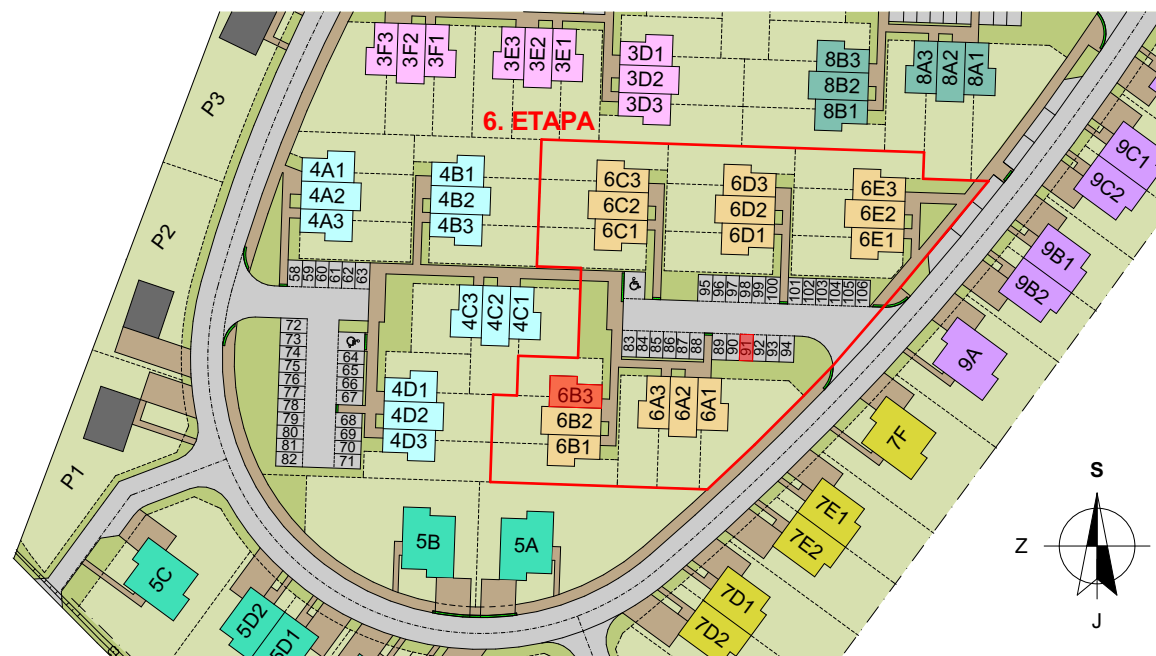 3F3
3F2
3F1
3E3
3E2
3E1
3D1
3D2
3D3
8B3
8B2
8B1
8A3
8A2
8A1
P3
6. ETAPA
9C1
9C2
4A1
4A2
4A3
4B1
4B2
4B3
6C3
6C2
6C1
6D3
6D2
6D1
6E3
6E2
6E1
P2
9B1
9B2
58
59
60
61
62
63
95
96
97
98
99
100
101
102
103
104
105
106
4C3
4C2
4C1
72
73
74
75
76
77
78
79
80
81
82
64
65
66
67
68
69
70
71
83
84
85
86
87
88
89
90
91
92
93
94
9A
4D1
4D2
4D3
6B3
6B2
6B1
6A3
6A2
6A1
7F
P1
7E1
7E2
5B
5A
5C
5D2
5D1
7D1
7D2
S
Z
J